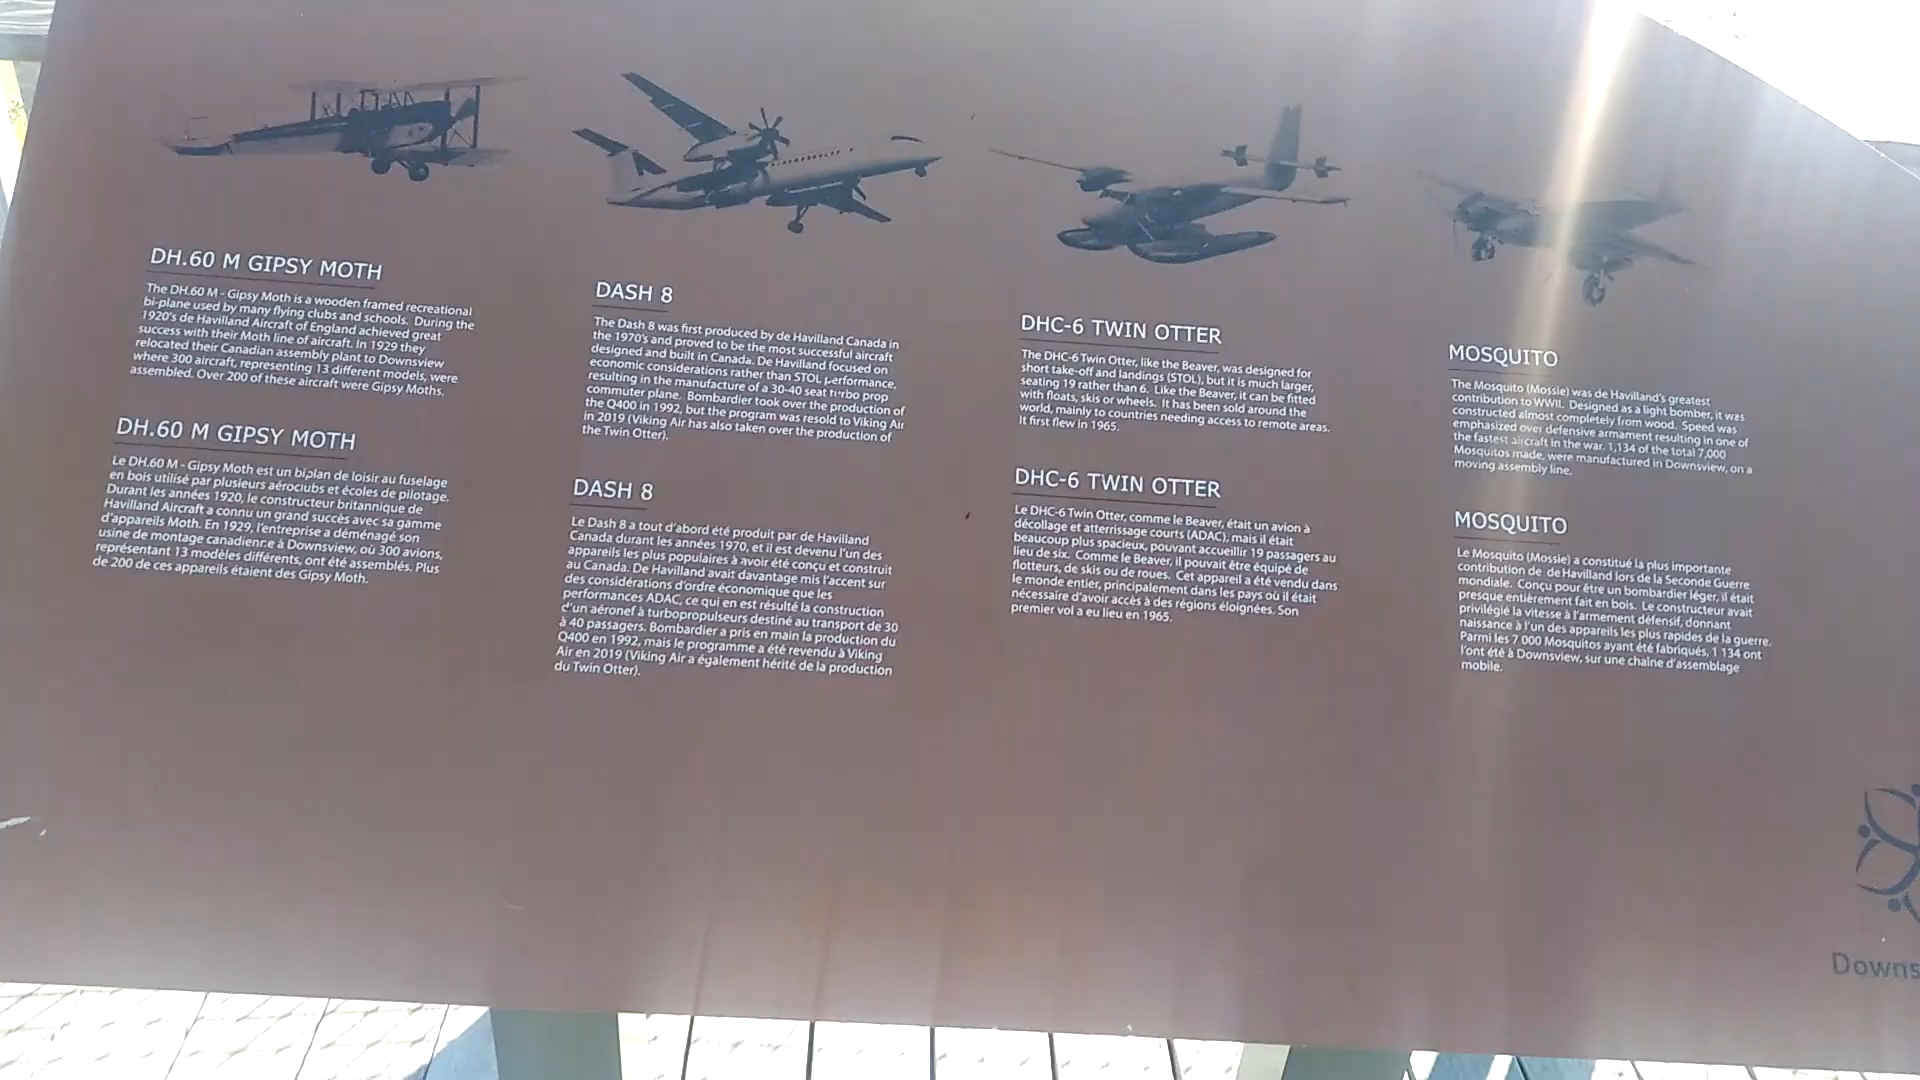 DH.60 M GIPSY MOTH
The DH.60 M - Gipsy Moth is a wooden framed recreational
bi-plane used by many flying clubs and schools. During the
1920's de Havilland Aircraft of England achieved great
success with their Moth line of aircraft. In 1929 they
relocated their Canadian assembly plant to Downsview
where 300 aircraft, representing 13 different models, were
assembled. Over 200 of these aircraft were Gipsy Moths.
DH.60 M GIPSY MOTH
Le DH.60 M - Gipsy Moth est un biplan de loisir au fuselage
en bois utilisé par plusieurs aéroclubs et écoles de pilotage.
Durant les années 1920, le constructeur britannique de
Havilland Aircraft a connu un grand succès avec sa gamme
d'appareils Moth. En 1929, l'entreprise a déménagé son
usine de montage canadienne à Downsview, où 300 avions,
représentant 13 modèles différents, ont été assemblés. Plus
de 200 de ces appareils étaient des Gipsy Moth.
DASH 8
The Dash 8 was first produced by de Havilland Canada in
the 1970's and proved to be the most successful aircraft
designed and built in Canada. De Havilland focused on
economic considerations rather than STOL performance,
resulting in the manufacture of a 30-40 seat turbo prop
commuter plane. Bombardier took over the production of
the Q400 in 1992, but the program was resold to Viking Air
in 2019 (Viking Air has also taken over the production of
the Twin Otter).
DASH 8
Le Dash 8 a tout d'abord été produit par de Havilland
Canada durant les années 1970, et il est devenu l'un des
appareils les plus populaires à avoir été conçu et construit
au Canada. De Havilland avait davantage mis l'accent sur
des considérations d'ordre économique que les
performances ADAC, ce qui en est résulté la construction
d'un aéronef à turbopropulseurs destiné au transport de 30
à 40 passagers. Bombardier a pris en main la production du
Q400 en 1992, mais le programme a été revendu à Viking
Air en 2019 (Viking Air a également hérité de la production
du Twin Otter).
DHC-6 TWIN OTTER
The DHC-6 Twin Otter, like the Beaver, was designed for
short take-off and landings (STOL), but it is much larger,
seating 19 rather than 6. Like the Beaver, it can be fitted
with floats, skis or wheels. It has been sold around the
world, mainly to countries needing access to remote areas.
It first flew in 1965.
DHC-6 TWIN OTTER
Le DHC-6 Twin Otter, comme le Beaver, était un avion à
décollage et atterrissage courts (ADAC), mais il était
beaucoup plus spacieux, pouvant accueillir 19 passagers au
lieu de six. Comme le Beaver, il pouvait être équipé de
flotteurs, de skis ou de roues. Cet appareil a été vendu dans
le monde entier, principalement dans les pays où il était
nécessaire d'avoir accès à des régions éloignées. Son
premier vol a eu lieu en 1965.
MOSQUITO
The Mosquito (Mossie) was de Havilland's greatest
contribution to WWII. Designed as a light bomber, it was
constructed almost completely from wood. Speed was
emphasized over defensive armament resulting in one of
the fastest aircraft in the war. 1,134 of the total 7,000
Mosquitos made, were manufactured in Downsview, on a
moving assembly line.
MOSQUITO
Le Mosquito (Mossie) a constitué la plus importante
contribution de de Havilland lors de la Seconde Guerre
mondiale. Conçu pour être un bombardier léger, il était
presque entièrement fait en bois. Le constructeur avait
privilégié la vitesse à l'armement défensif, donnant
naissance à l'un des appareils les plus rapides de la guerre.
Parmi les 7 000 Mosquitos ayant été fabriqués, 1 134 ont
l'ont été à Downsview, sur une chaîne d'assemblage
mobile.
Downs